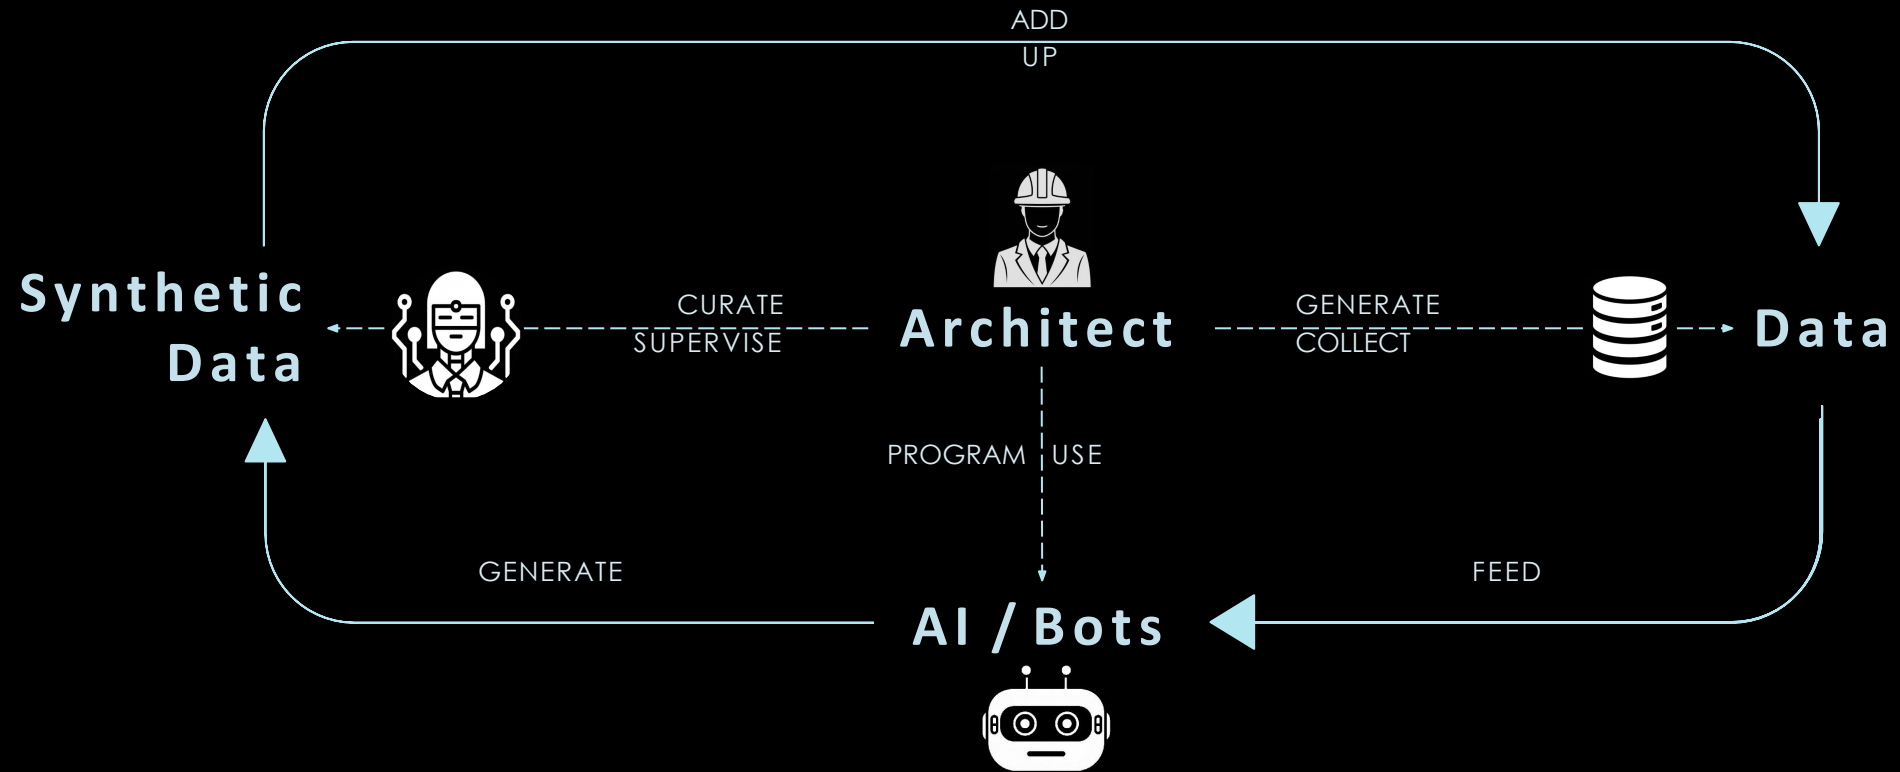 ADD
UP
Synthetic
Data
CURATE
SUPERVISE
Architect
GENERATE
COLLECT
Data
PROGRAM
USE
GENERATE
FEED
AI / Bots